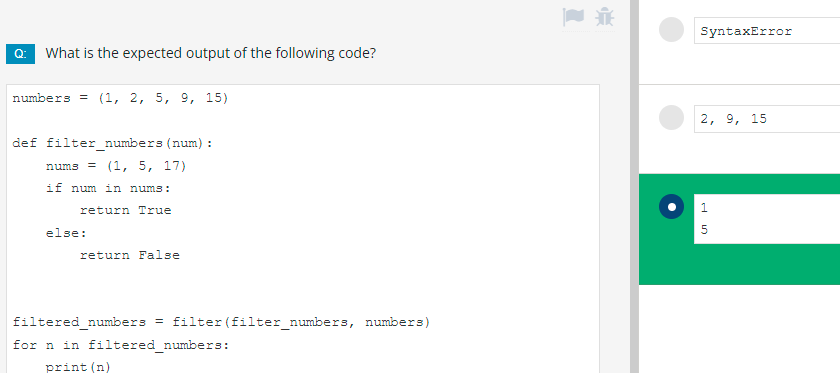 Q: What is the expected output of the following code?
numbers = (1, 2, 5, 9, 15)
def filter_numbers(num):
    nums = (1, 5, 17)
    if num in nums:
        return True
    else:
        return False
filtered_numbers = filter(filter_numbers, numbers)
for n in filtered_numbers:
    print(n)
SyntaxError
2, 9, 15
1
5